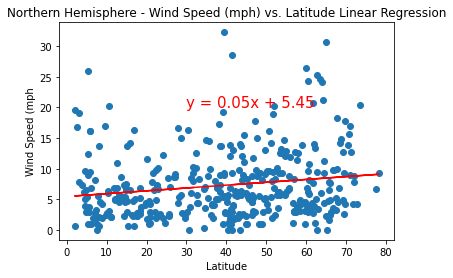 Northern Hemisphere - Wind Speed (mph) vs. Latitude Linear Regression
30
25
20
15
10
5
0
Wind Speed (mph
y = 0.05x + 5.45
0 10 20 30 40 50 60 70 80
Latitude